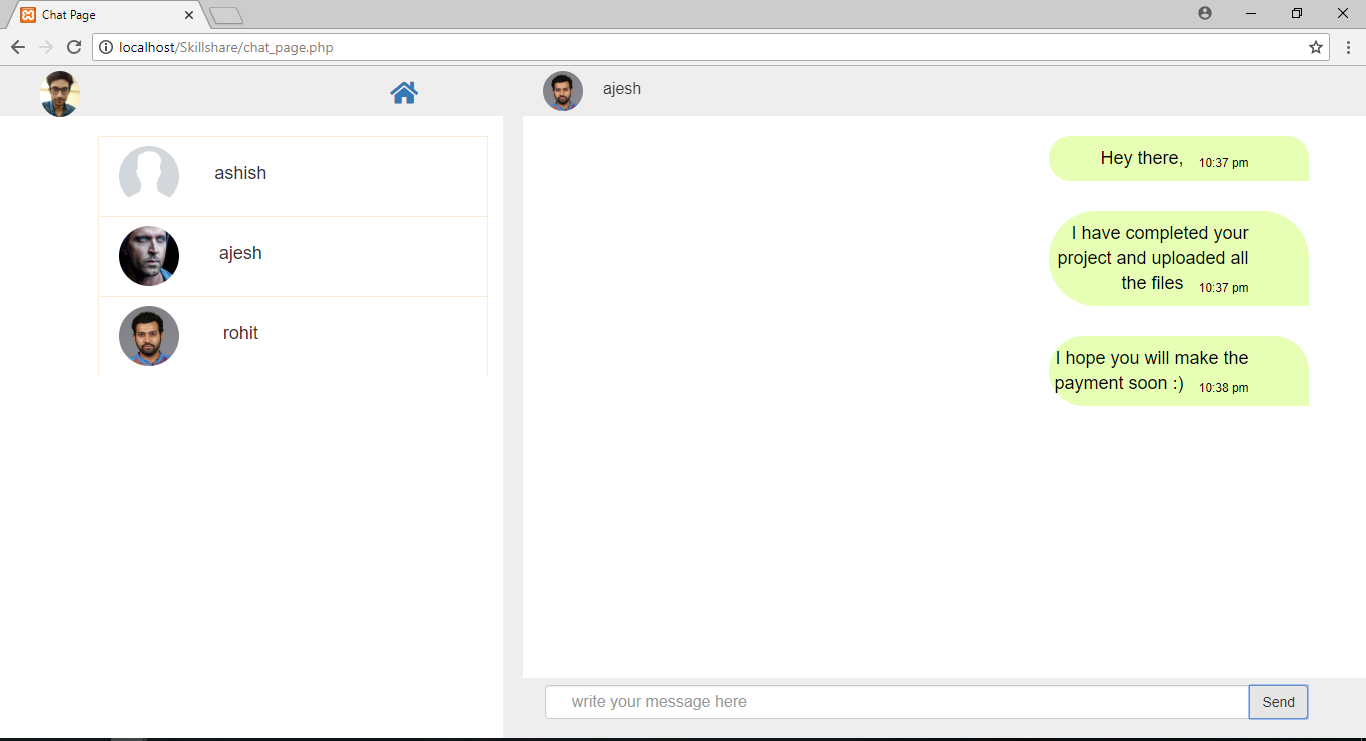 Chat Page
localhost/Skillshare/chat_page.php
ajesh
ashish
ajesh
rohit
Hey there, 10:37 pm
I have completed your
project and uploaded all
the files 10:37 pm
I hope you will make the
payment soon :) 10:38 pm
write your message here
Send